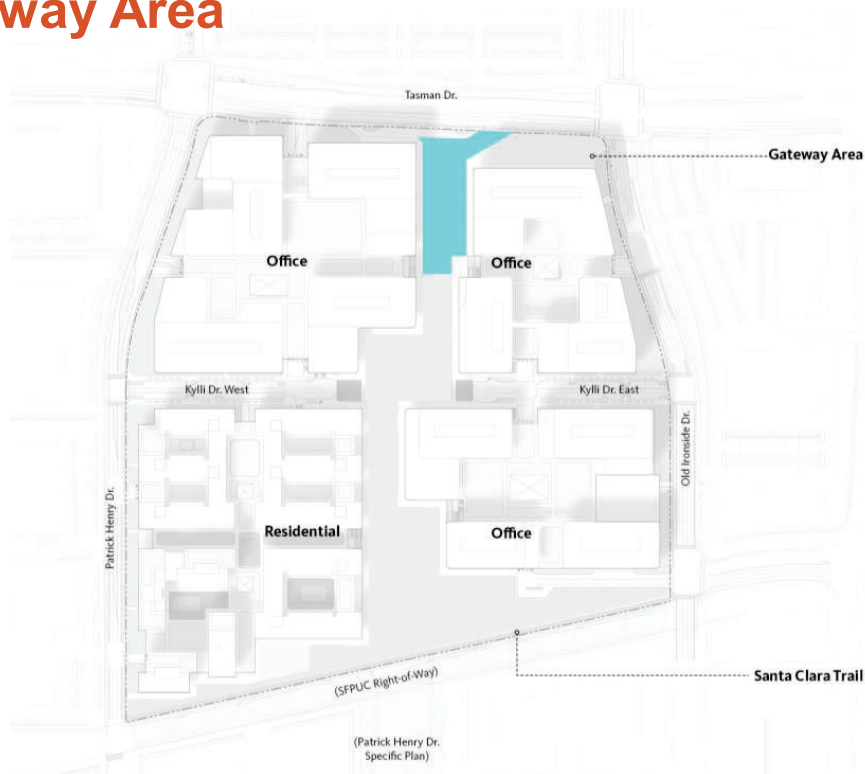 way Area
Tasman Dr.
Gateway Area
Office
Office
Kylli Dr. West
Kylli Dr. East
Old Ironside Dr.
Patrick Henry Dr.
Residential
Office
Santa Clara Trail
(SFPUC Right-of-Way)
(Patrick Henry Dr.
Specific Plan)